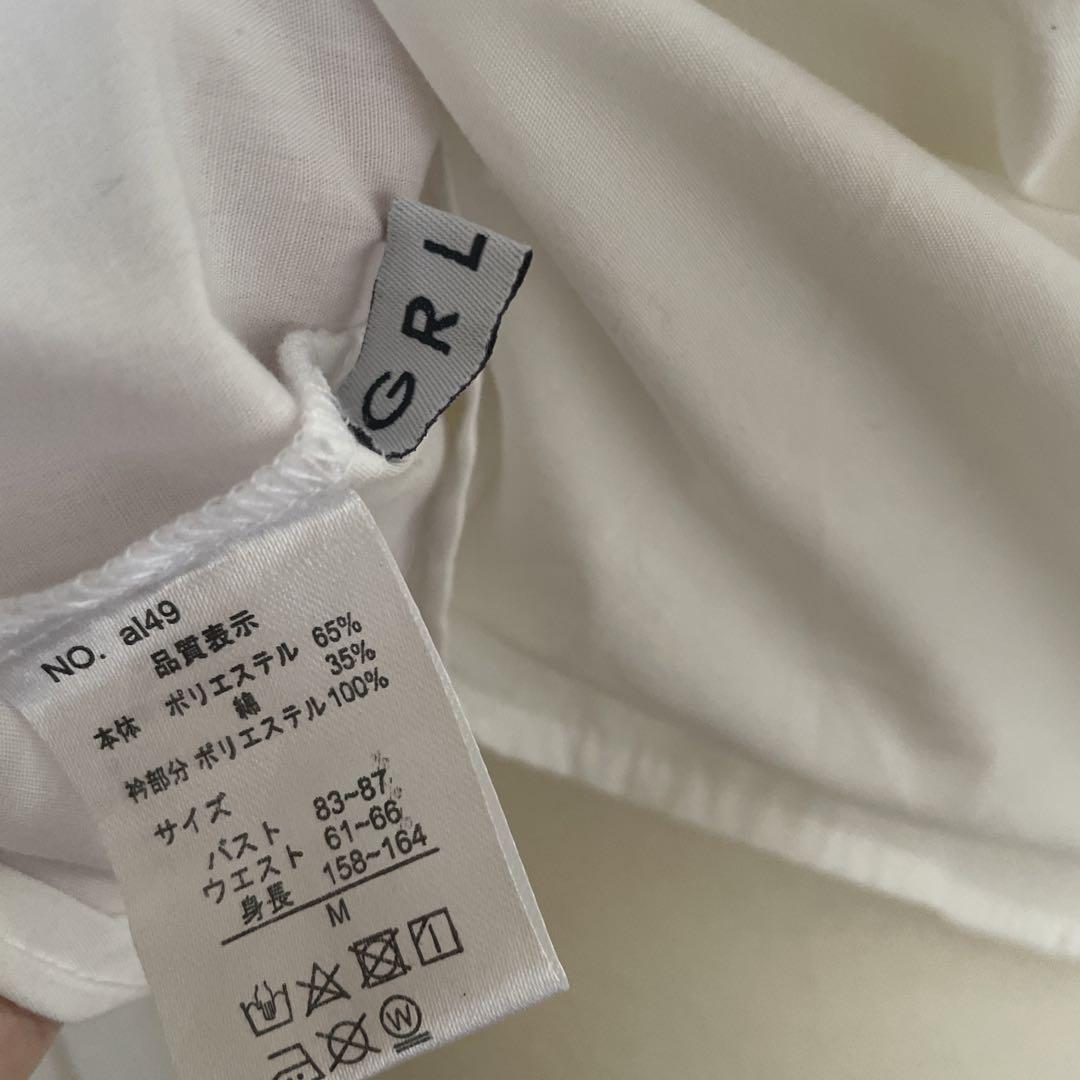 GRL
NO. al49
品質表示
本体 ポリエステル 65%
綿 35%
衿部分 ポリエステル100%
サイズ
バスト 83~87
ウエスト 61~66
身長 158~164
M
W